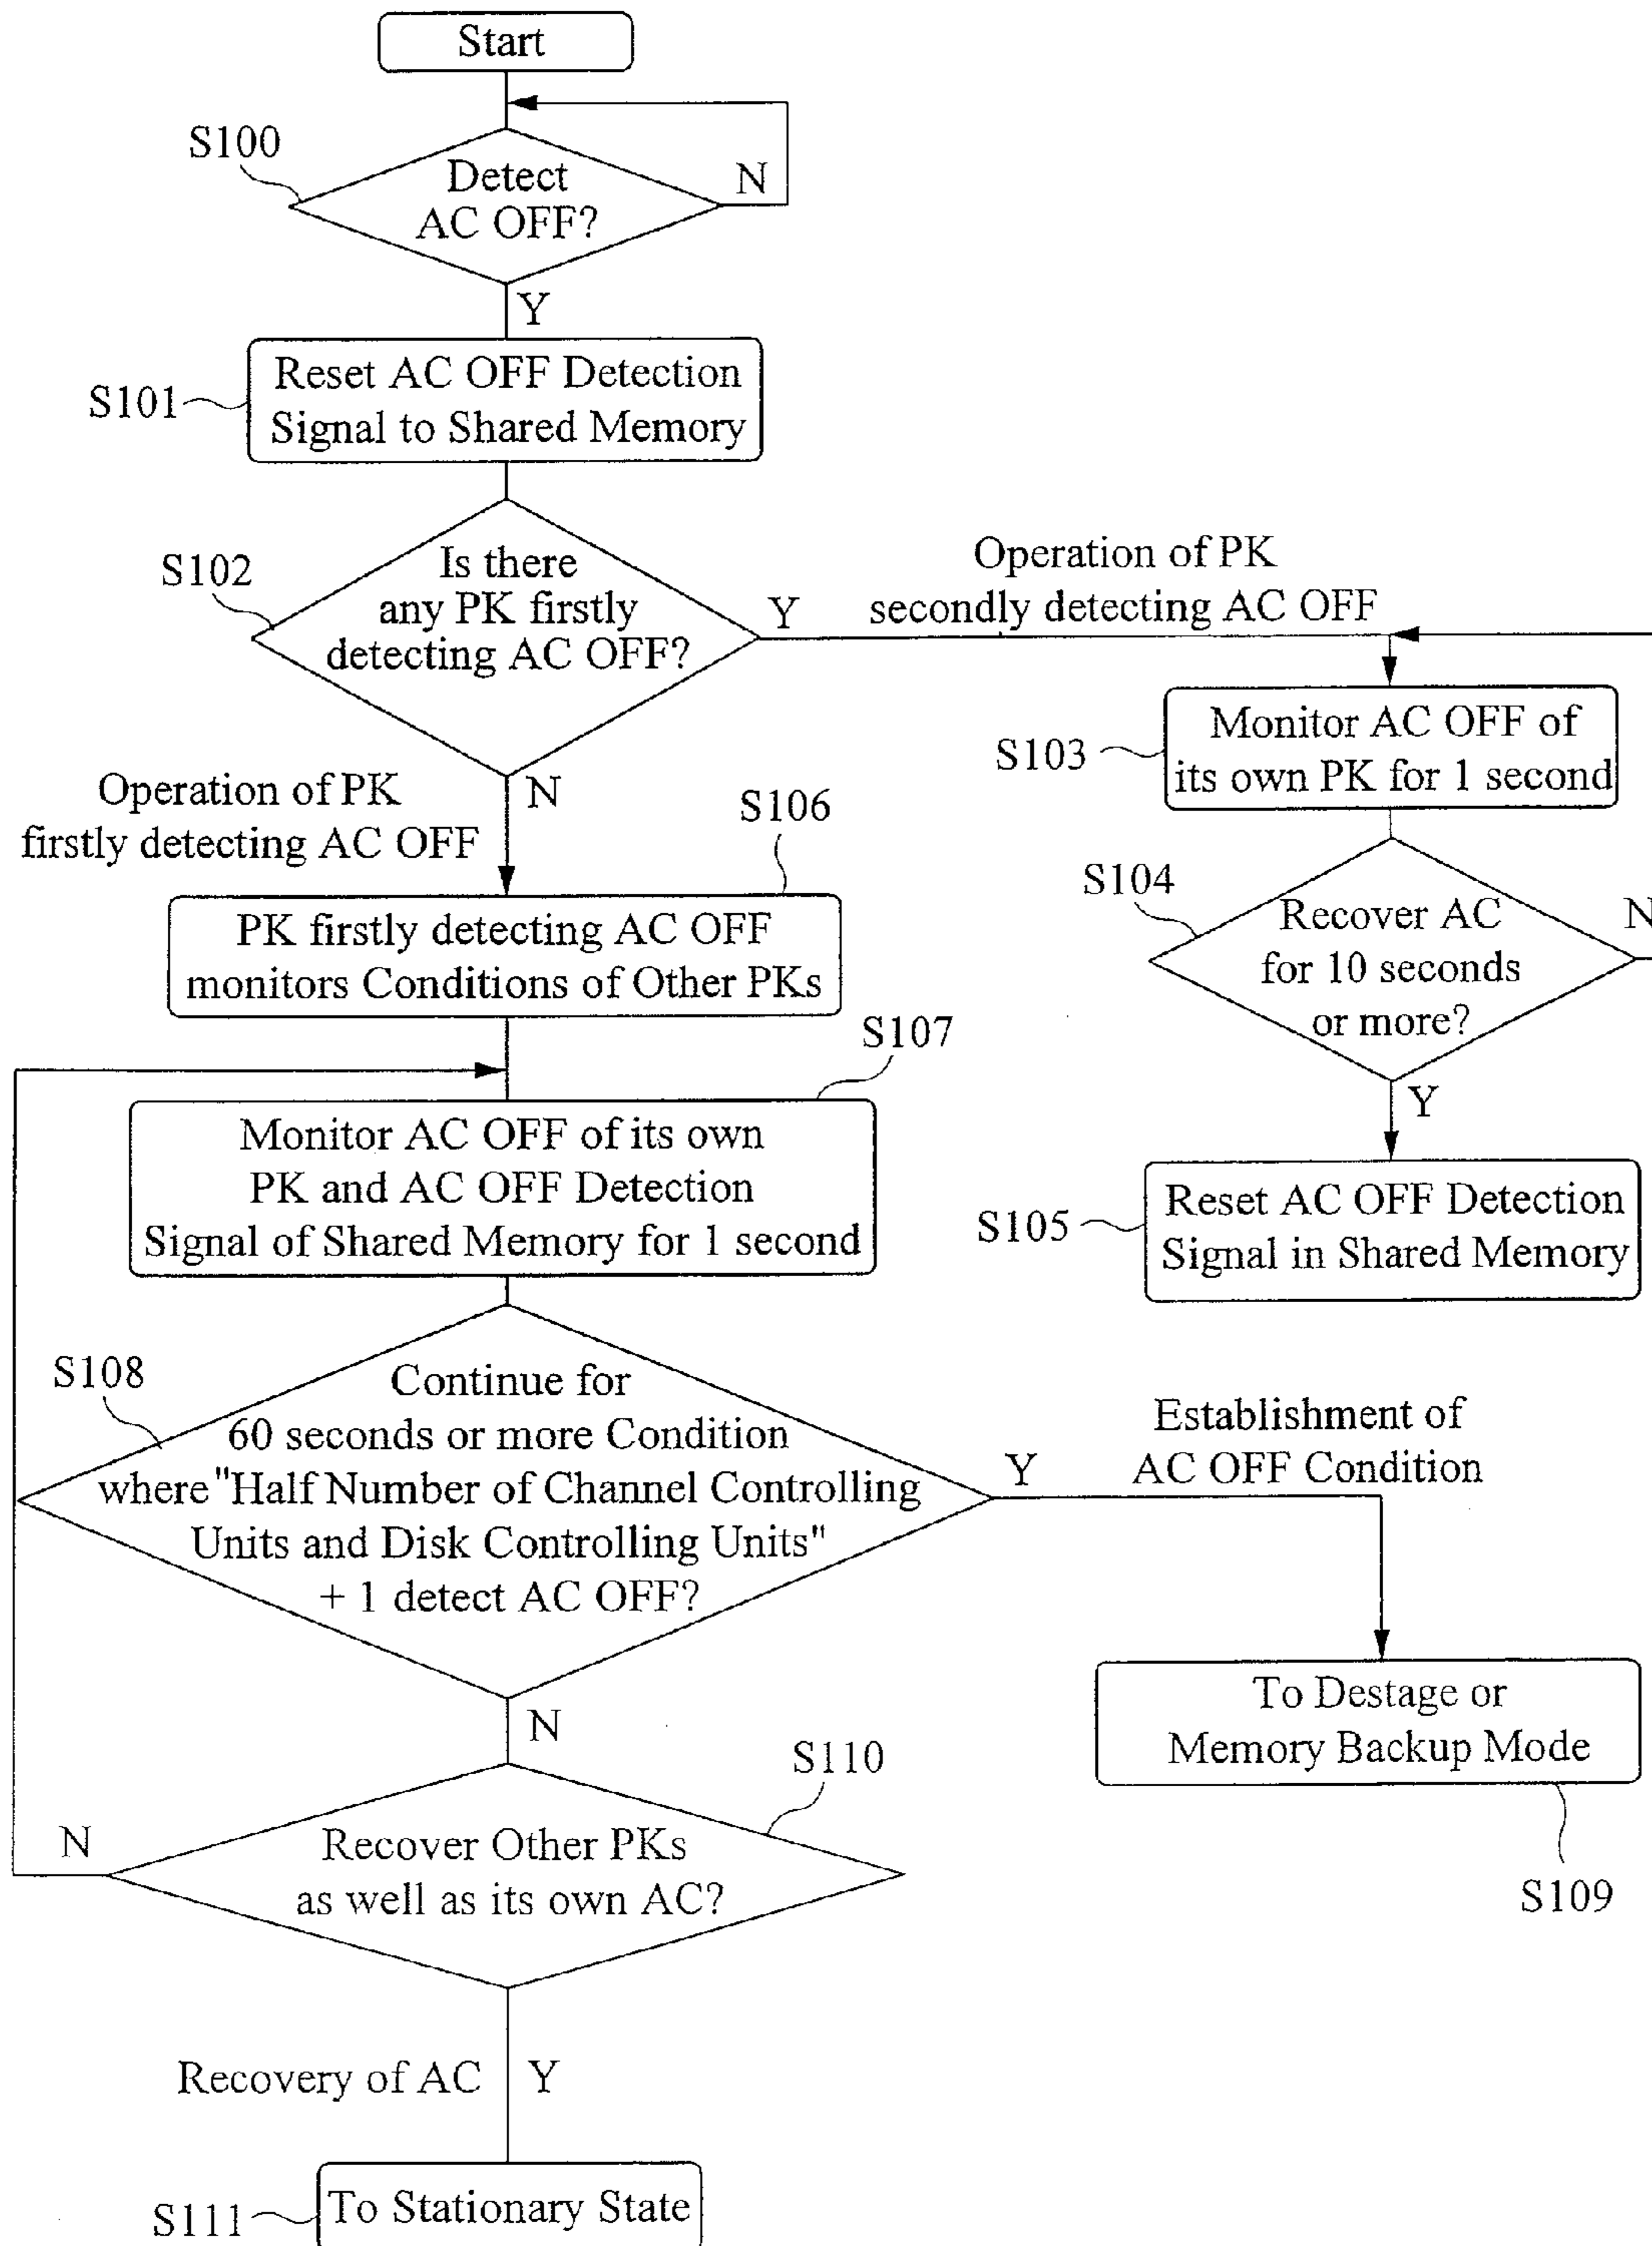 Start
S100
Detect
AC OFF?
N
Y
S101
Reset AC OFF Detection
Signal to Shared Memory
S102
Is there
any PK firstly
detecting AC OFF?
Y
Operation of PK
secondly detecting AC OFF
N
Operation of PK
firstly detecting AC OFF
S103
Monitor AC OFF of
its own PK for 1 second
S104
Recover AC
for 10 seconds
or more?
N
Y
S105
Reset AC OFF Detection
Signal in Shared Memory
S106
PK firstly detecting AC OFF
monitors Conditions of Other PKs
S107
Monitor AC OFF of its own
PK and AC OFF Detection
Signal of Shared Memory for 1 second
S108
Continue for
60 seconds or more Condition
where "Half Number of Channel Controlling
Units and Disk Controlling Units"
+ 1 detect AC OFF?
Y
Establishment of
AC OFF Condition
To Destage or
Memory Backup Mode
S109
N
S110
Recover Other PKs
as well as its own AC?
N
Recovery of AC
Y
S111
To Stationary State